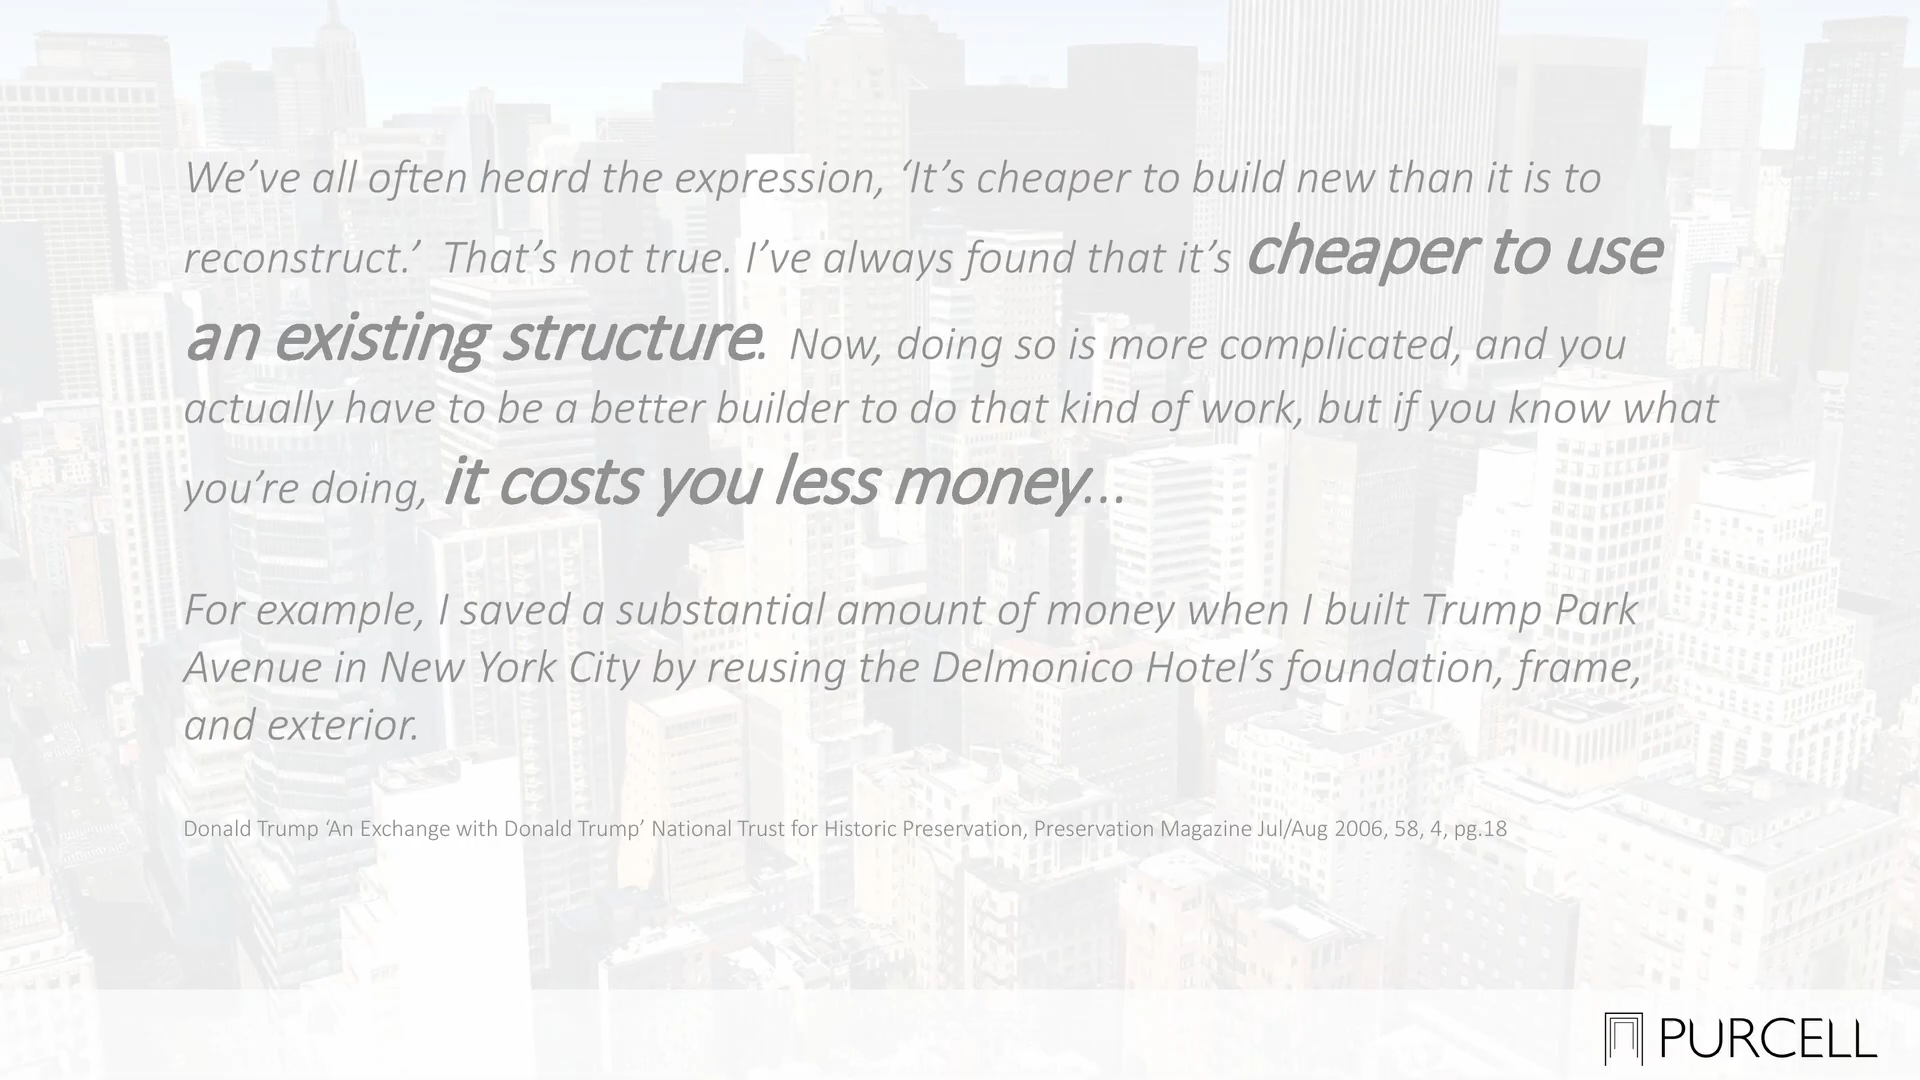 We’ve all often heard the expression, ‘It’s cheaper to build new than it is to
reconstruct.’  That’s not true. I’ve always found that it’s cheaper to use
an existing structure.  Now, doing so is more complicated, and you
actually have to be a better builder to do that kind of work, but if you know what
you’re doing, it costs you less money…
For example, I saved a substantial amount of money when I built Trump Park
Avenue in New York City by reusing the Delmonico Hotel’s foundation, frame,
and exterior.
Donald Trump ‘An Exchange with Donald Trump’ National Trust for Historic Preservation, Preservation Magazine Jul/Aug 2006, 58, 4, pg.18
PURCELL